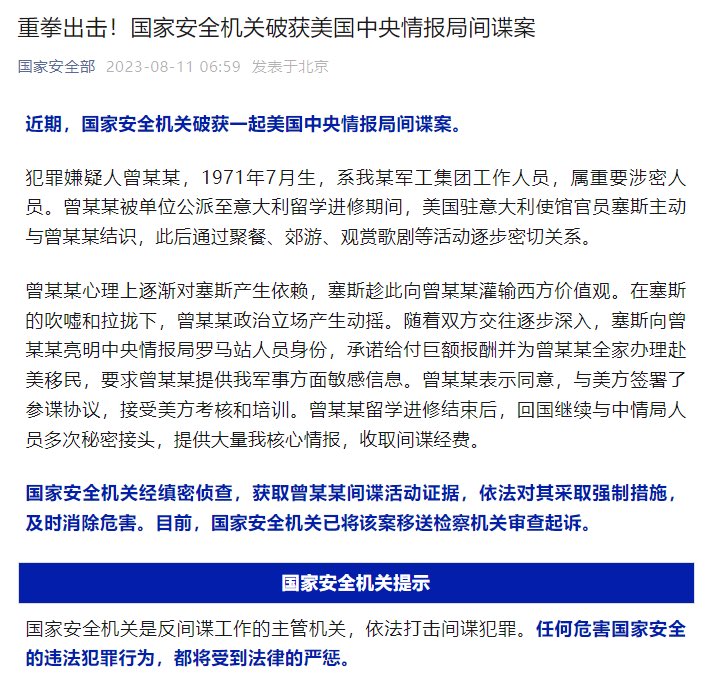 重拳出击！国家安全机关破获美国中央情报局间谍案
国家安全部 2023-08-11 06:59 发表于北京
近期，国家安全机关破获一起美国中央情报局间谍案。
犯罪嫌疑人曾某某，1971年7月生，系我某军工集团工作人员，属重要涉密人
员。曾某某被单位公派至意大利留学进修期间，美国驻意大利使馆官员塞斯主动
与曾某某结识，此后通过聚餐、郊游、观赏歌剧等活动逐步密切关系。
曾某某心理上逐渐对塞斯产生依赖，塞斯趁此向曾某某灌输西方价值观。在塞斯
的吹嘘和拉拢下，曾某某政治立场产生动摇。随着双方交往逐步深入，塞斯向曾
某某亮明中央情报局罗马站人员身份，承诺给付巨额报酬并为曾某某全家办理赴
美移民，要求曾某某提供我军事方面敏感信息。曾某某表示同意，与美方签署了
参谍协议，接受美方考核和培训。曾某某留学进修结束后，回国继续与中情局人
员多次秘密接头，提供大量我核心情报，收取间谍经费。
国家安全机关经缜密侦查，获取曾某某间谍活动证据，依法对其采取强制措施，
及时消除危害。目前，国家安全机关已将该案移送检察机关审查起诉。
国家安全机关提示
国家安全机关是反间谍工作的主管机关，依法打击间谍犯罪。任何危害国家安全
的违法犯罪行为，都将受到法律的严惩。